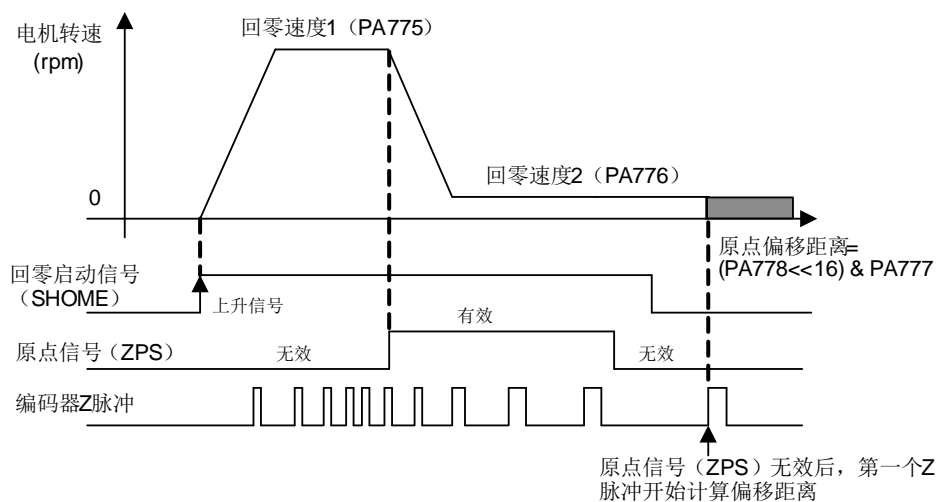 电机转速
(rpm)
回零速度1（PA775）
回零速度2（PA776）
0
原点偏移距离=
(PA778<<16) & PA777
回零启动信号
（SHOME）
上升信号
有效
原点信号（ZPS）
无效
无效
编码器Z脉冲
原点信号（ZPS）无效后，第一个Z
脉冲开始计算偏移距离